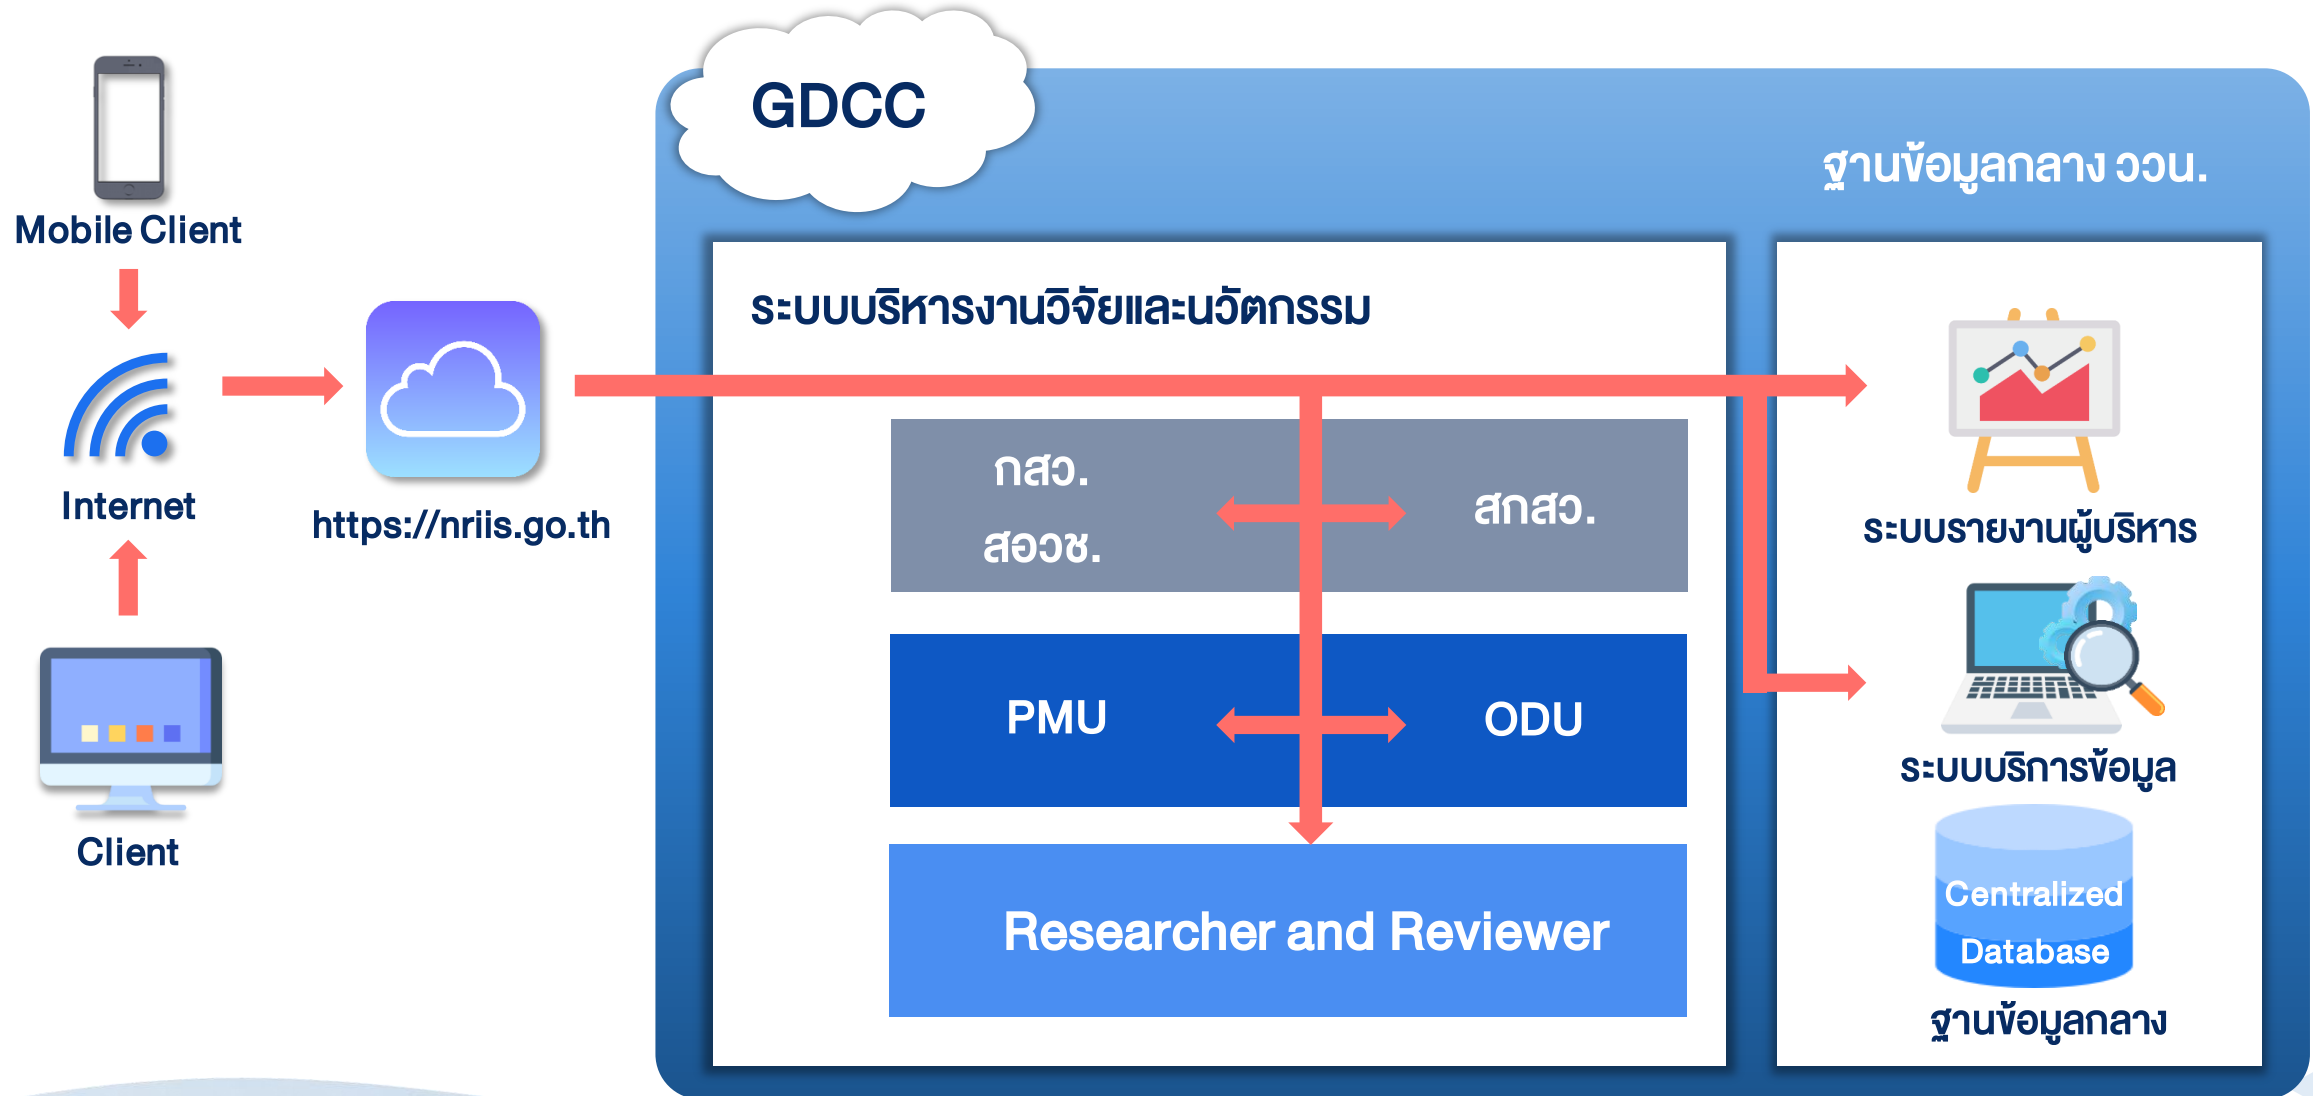 GDCC
ฐานข้อมูลกลาง ววน.
Mobile Client
Internet
https://nriis.go.th
Client
ระบบบริหารงานวิจัยและนวัตกรรม
กสว.
สอวช.
สกสว.
PMU
ODU
Researcher and Reviewer
ระบบรายงานผู้บริหาร
ระบบบริการข้อมูล
Centralized
Database
ฐานข้อมูลกลาง